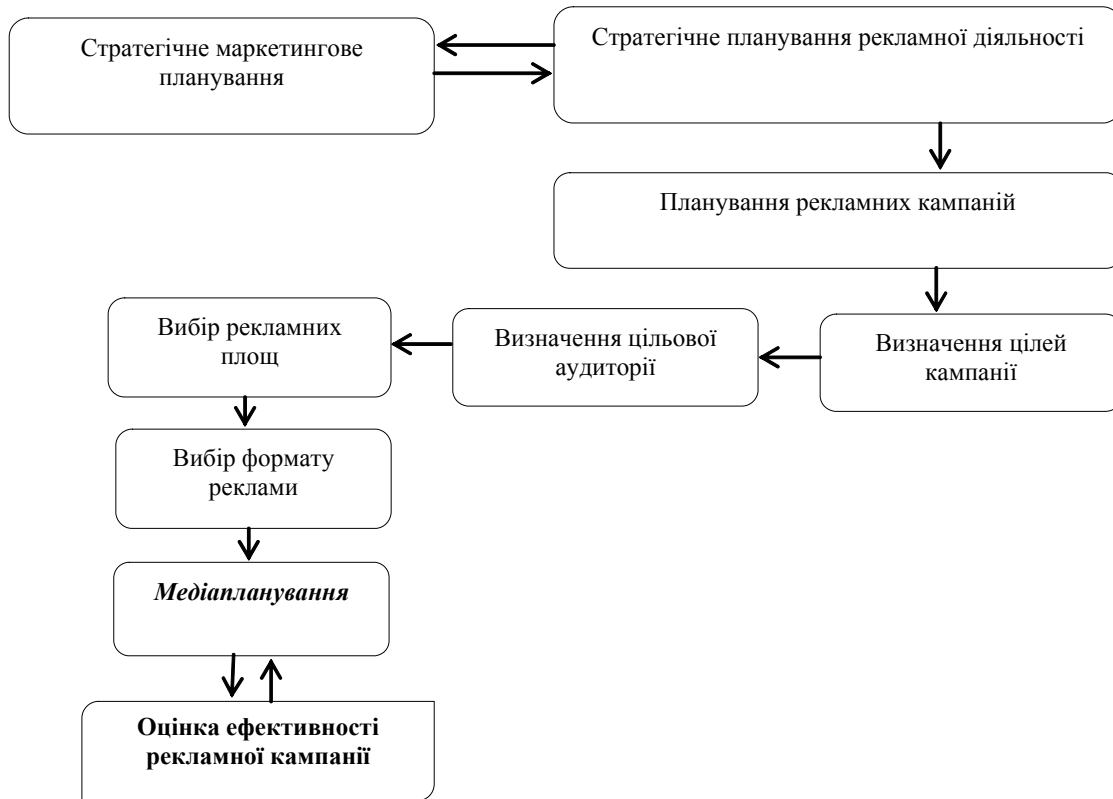 Стратегічне маркетингове
планування
Стратегічне планування рекламної діяльності
Планування рекламних кампаній
Визначення цілей
кампанії
Визначення цільової
аудиторії
Вибір рекламних
площ
Вибір формату
реклами
Медіапланування
Оцінка ефективності
рекламної кампанії